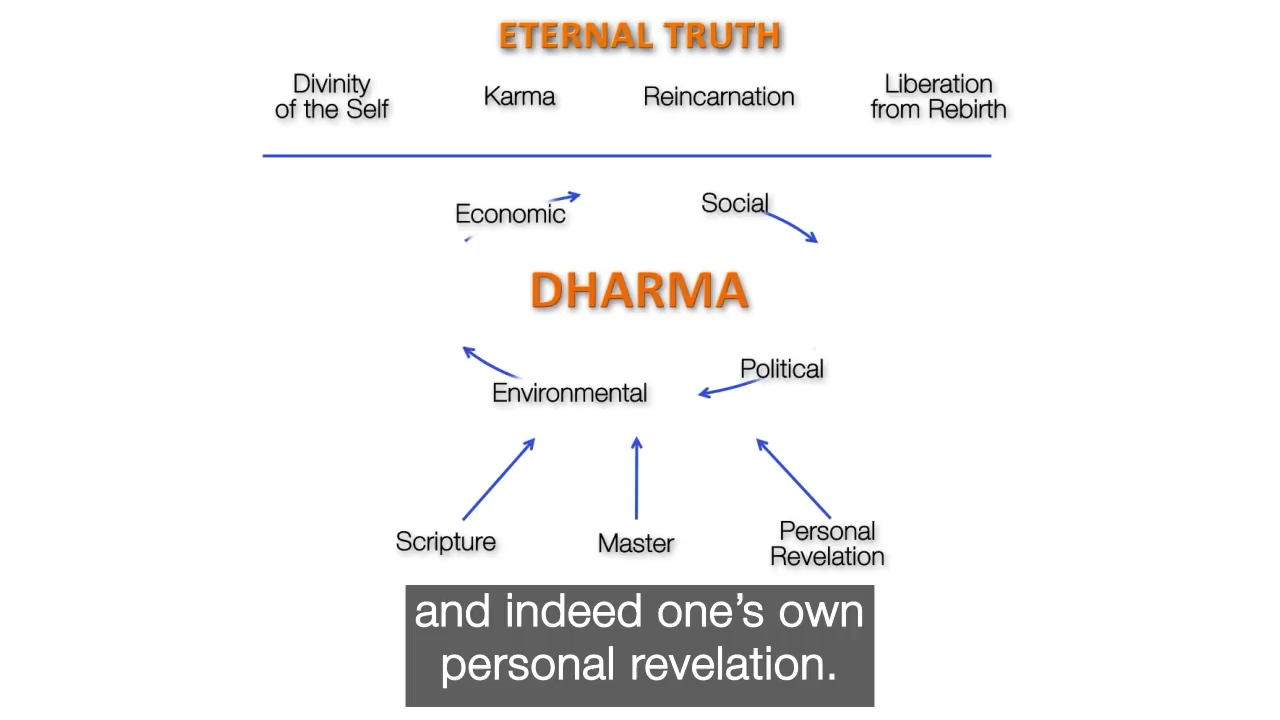 ETERNAL TRUTH
Divinity
of the Self
Karma
Reincarnation
Liberation
from Rebirth
Economic
Social
DHARMA
Political
Environmental
Scripture
Master
Personal
Revelation
and indeed one’s own
personal revelation.